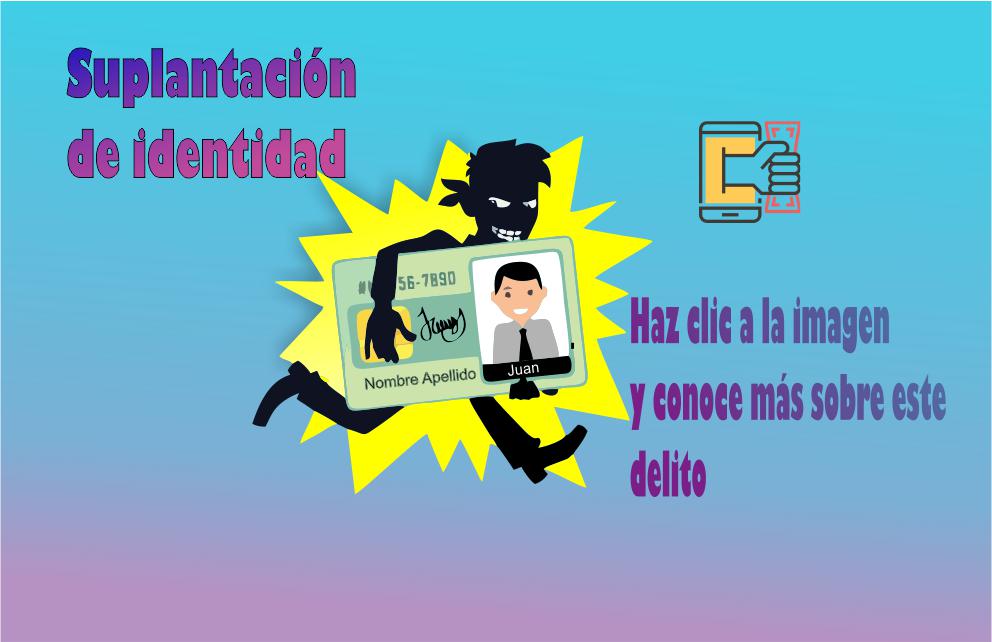 Suplantación
de identidad
56-7890
Nombre Apellido
Juan
Haz clic a la imagen
y conoce más sobre este
delito